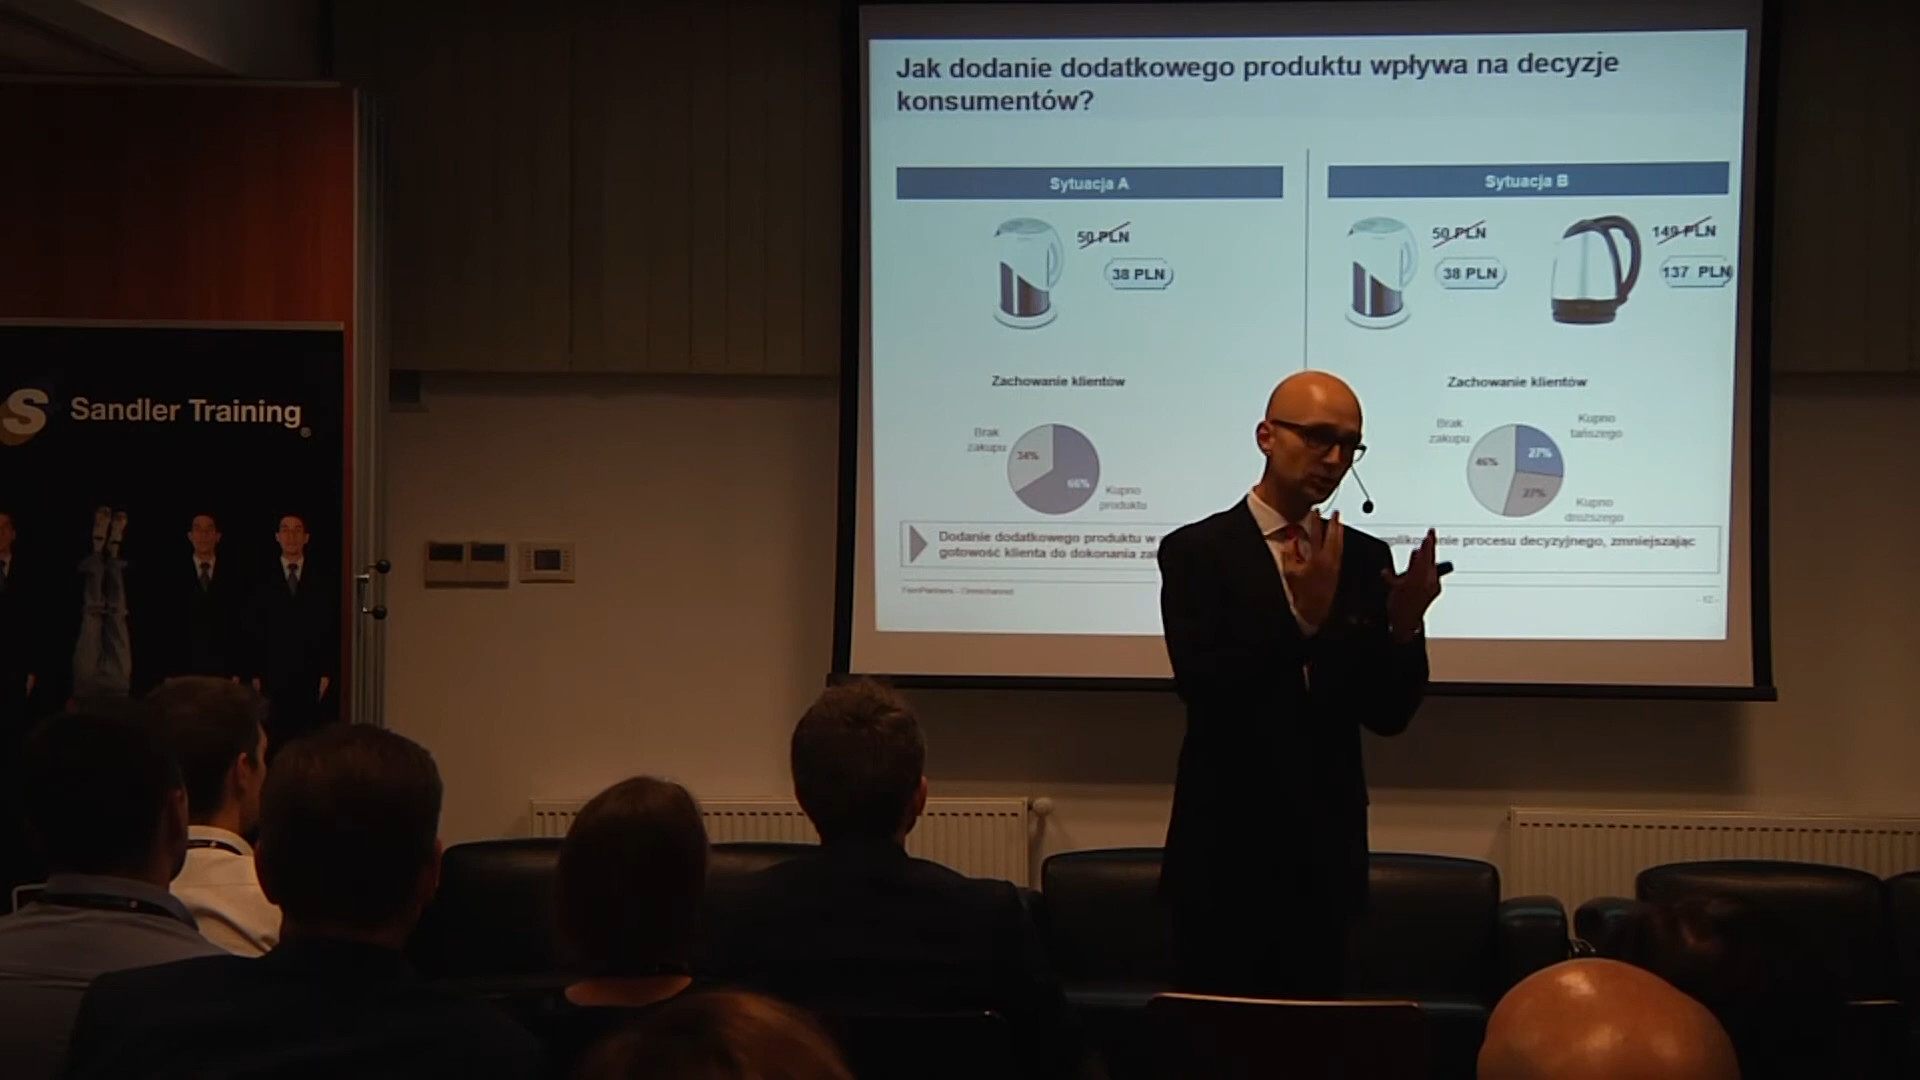 Jak dodanie dodatkowego produktu wpływa na decyzje
konsumentów?
Sytuacja A
50 PLN
38 PLN
Zachowanie klientów
Brak
zakupu
34%
66%
Kupno
produktu
Sytuacja B
50 PLN
38 PLN
149 PLN
137 PLN
Zachowanie klientów
Brak
zakupu
46%
Kupno
tańszego
27%
27%
Kupno
droższego
Dodanie dodatkowego produktu w
procesu decyzyjnego, zmniejszając
gotowość klienta do dokonania
- 12 -
S Sandler Training®